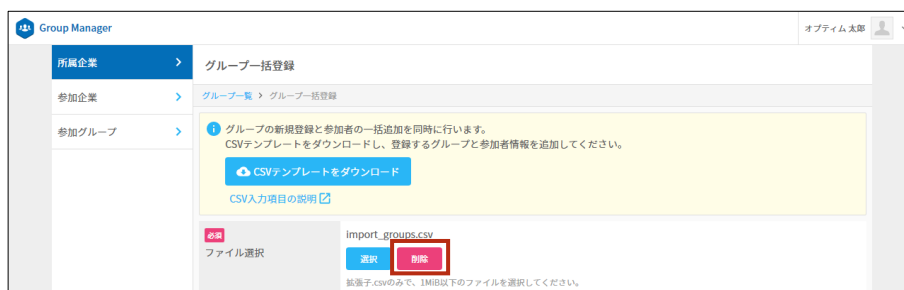 Group Manager
オプティム 太郎
所属企業
グループ一括登録
参加企業
グループ一覧 > グループ一括登録
参加グループ
グループの新規登録と参加者の一括追加を同時に行います。
CSVテンプレートをダウンロードし、登録するグループと参加者情報を追加してください。
CSVテンプレートをダウンロード
CSV入力項目の説明
必須
ファイル選択
import_groups.csv
選択 削除
拡張子.csvのみで、1MiB以下のファイルを選択してください。